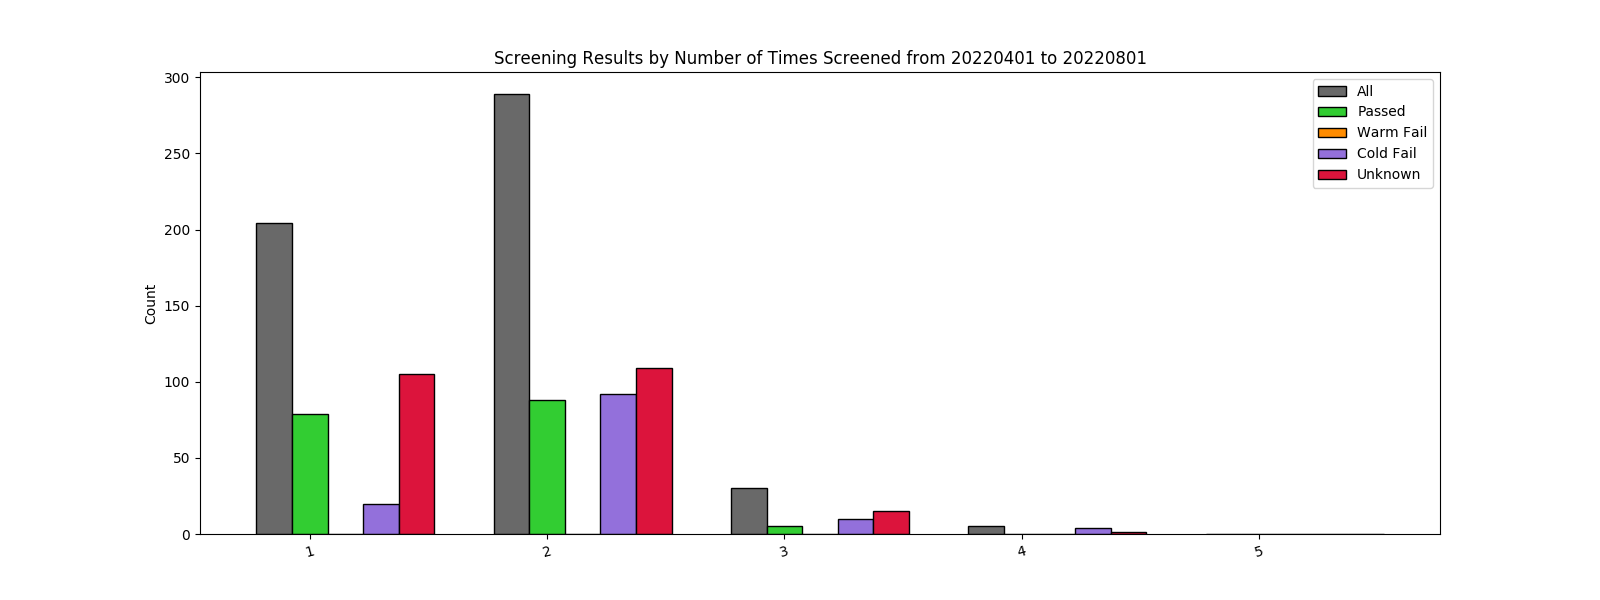 Screening Results by Number of Times Screened from 20220401 to 20220801
300
250
200
150
100
50
0
Count
All
Passed
Warm Fail
Cold Fail
Unknown
1
2
3
4
5